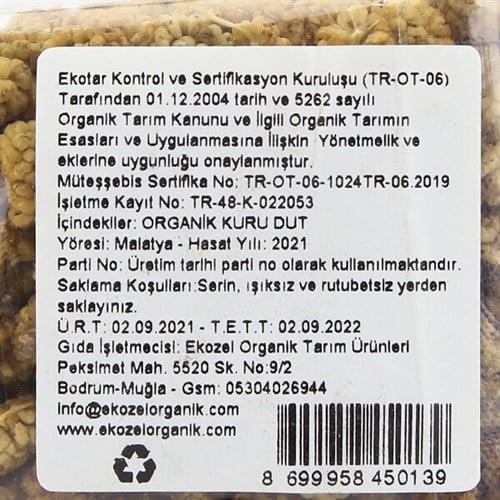 Ekotar Kontrol ve Sertifikasyon Kuruluşu (TR-OT-06)
Tarafından 01.12.2004 tarih ve 5262 sayılı
Organik Tarım Kanunu ve İlgili Organik Tarımın
Esasları ve Uygulanmasına İlişkin Yönetmelik ve
eklerine uygunluğu onaylanmıştur.
Müteşşebis Sertifika No: TR-OT-06-1024TR-06.2019
İşletme Kayıt No: TR-48-K-022053
İçindekiler: ORGANİK KURU DUT
Yöresi: Malatya - Hasat Yılı: 2021
Parti No: Üretim tarihi parti no olarak kullanılmaktandır.
Saklama Koşulları:Serin, ışıksız ve rutubetsiz yerden
saklayınız.
Ü.R.T: 02.09.2021 - T.E.T.T: 02.09.2022
Gıda İşletmecisi: Ekozel Organik Tarım Ürünleri
Peksimet Mah. 5520 Sk. No:9/2
Bodrum-Muğla - Gsm: 05304026944
info@ekozelorganik.com
www.ekozelorganik.com
8 699958 450139